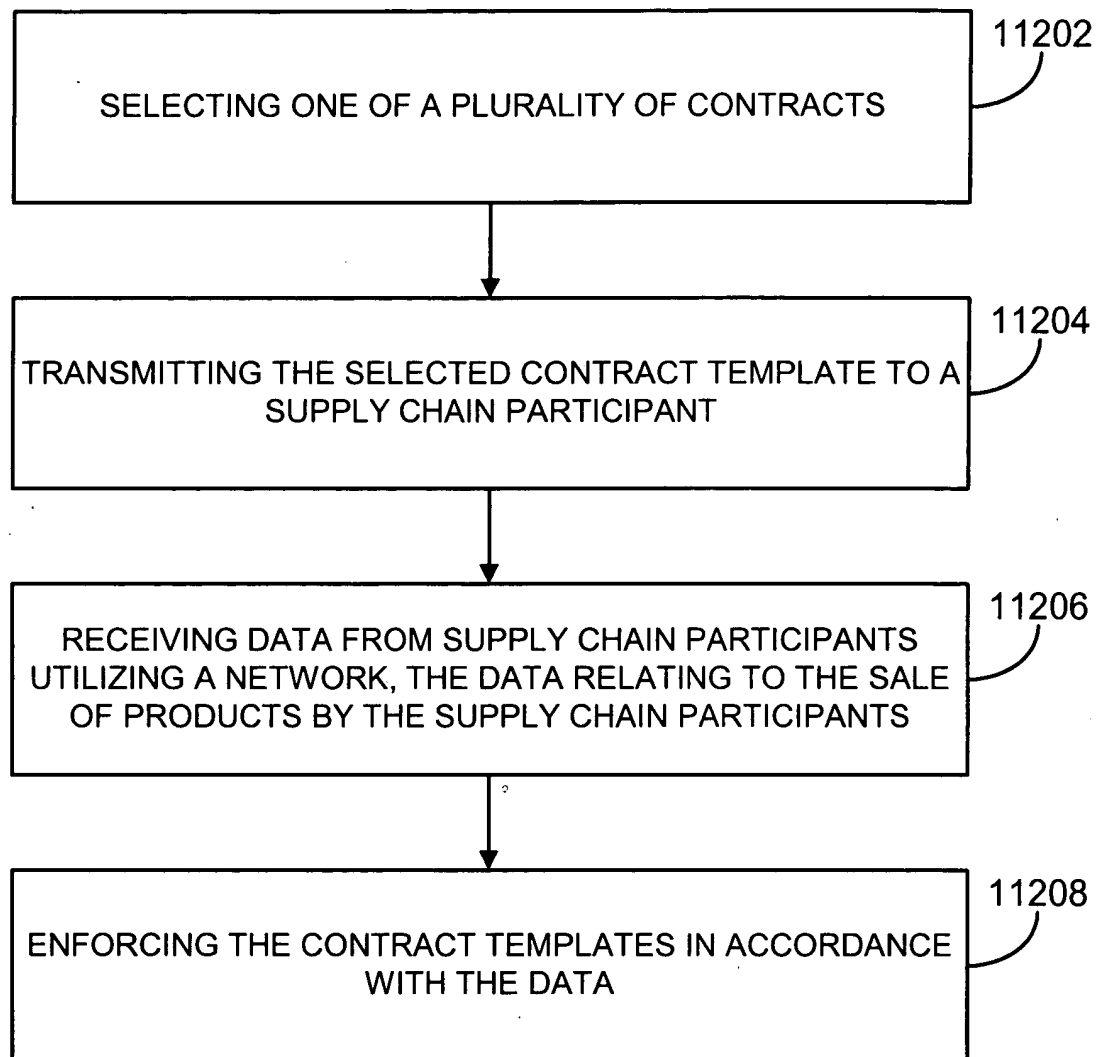 11202
SELECTING ONE OF A PLURALITY OF CONTRACTS
11204
TRANSMITTING THE SELECTED CONTRACT TEMPLATE TO A
SUPPLY CHAIN PARTICIPANT
11206
RECEIVING DATA FROM SUPPLY CHAIN PARTICIPANTS
UTILIZING A NETWORK, THE DATA RELATING TO THE SALE
OF PRODUCTS BY THE SUPPLY CHAIN PARTICIPANTS
11208
ENFORCING THE CONTRACT TEMPLATES IN ACCORDANCE
WITH THE DATA